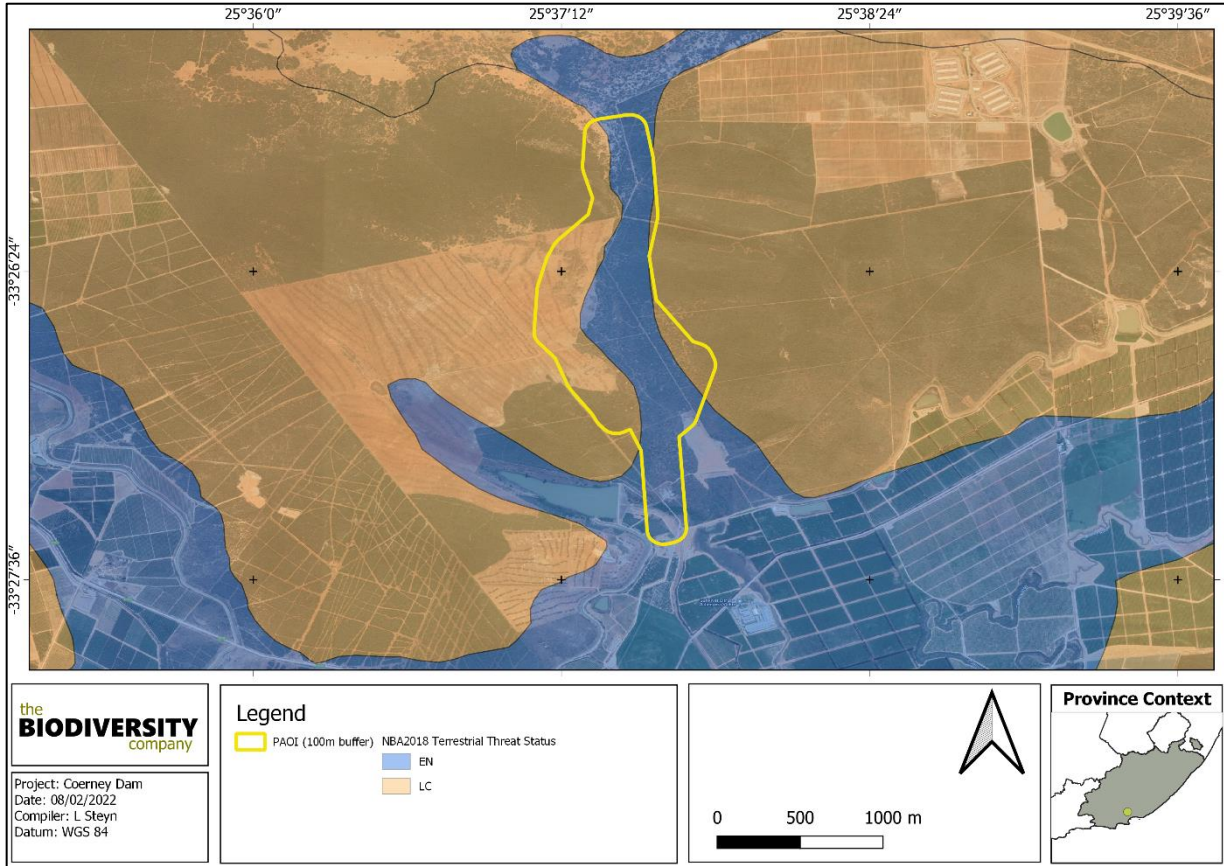 25°36′0″ 25°37′12″ 25°38′24″ 25°39′36″
-33°26′24″
-33°27′36″
the
BIODIVERSITY
company
Project: Coerney Dam
Date: 08/02/2022
Compiler: L Steyn
Datum: WGS 84
Legend
PAOI (100m buffer) NBA2018 Terrestrial Threat Status
EN
LC
0 500 1000 m
Province Context